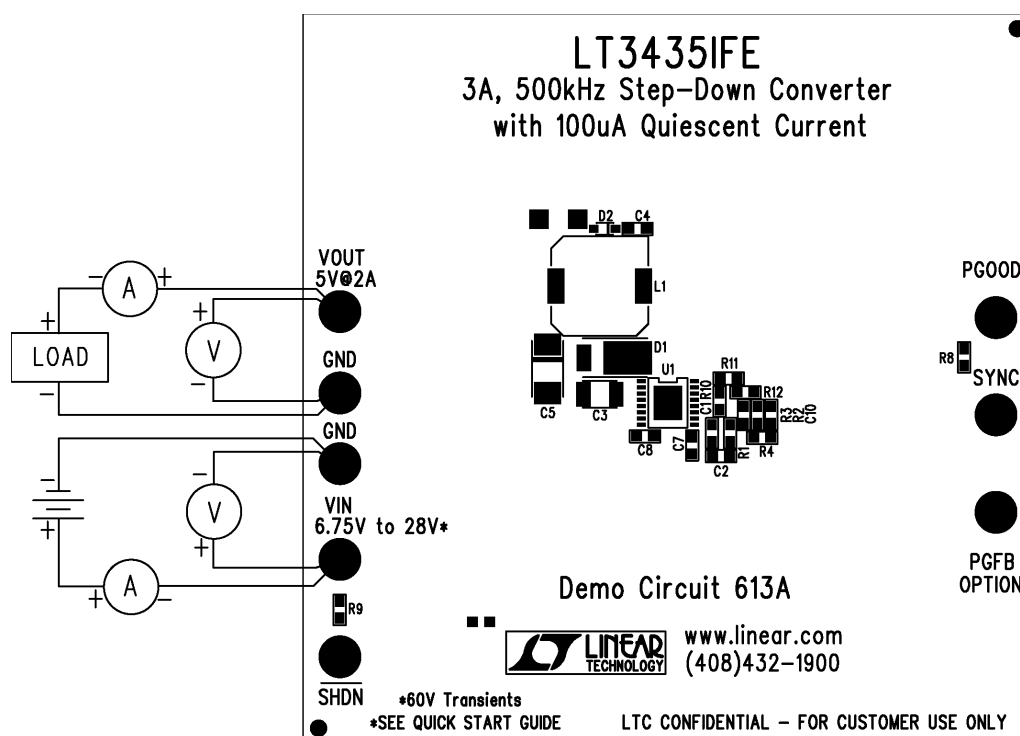 LT3435IFE
3A, 500kHz Step-Down Converter
with 100uA Quiescent Current
D2
C4
VOUT
5V@2A
PGOOD
- A +
L1
+
+
LOAD
V
D1
R8
GND
U1
R11
SYNC
-
-
C5
C3
C1
R10
R12
R3
R2
C10
GND
C8
C7
R1
R4
C2
-
-
V
VIN
6.75V to 28V*
+
+
PGFB
OPTION
+ A -
Demo Circuit 613A
R9
LINEAR
TECHNOLOGY
www.linear.com
(408)432-1900
SHDN
*60V Transients
*SEE QUICK START GUIDE
LTC CONFIDENTIAL - FOR CUSTOMER USE ONLY